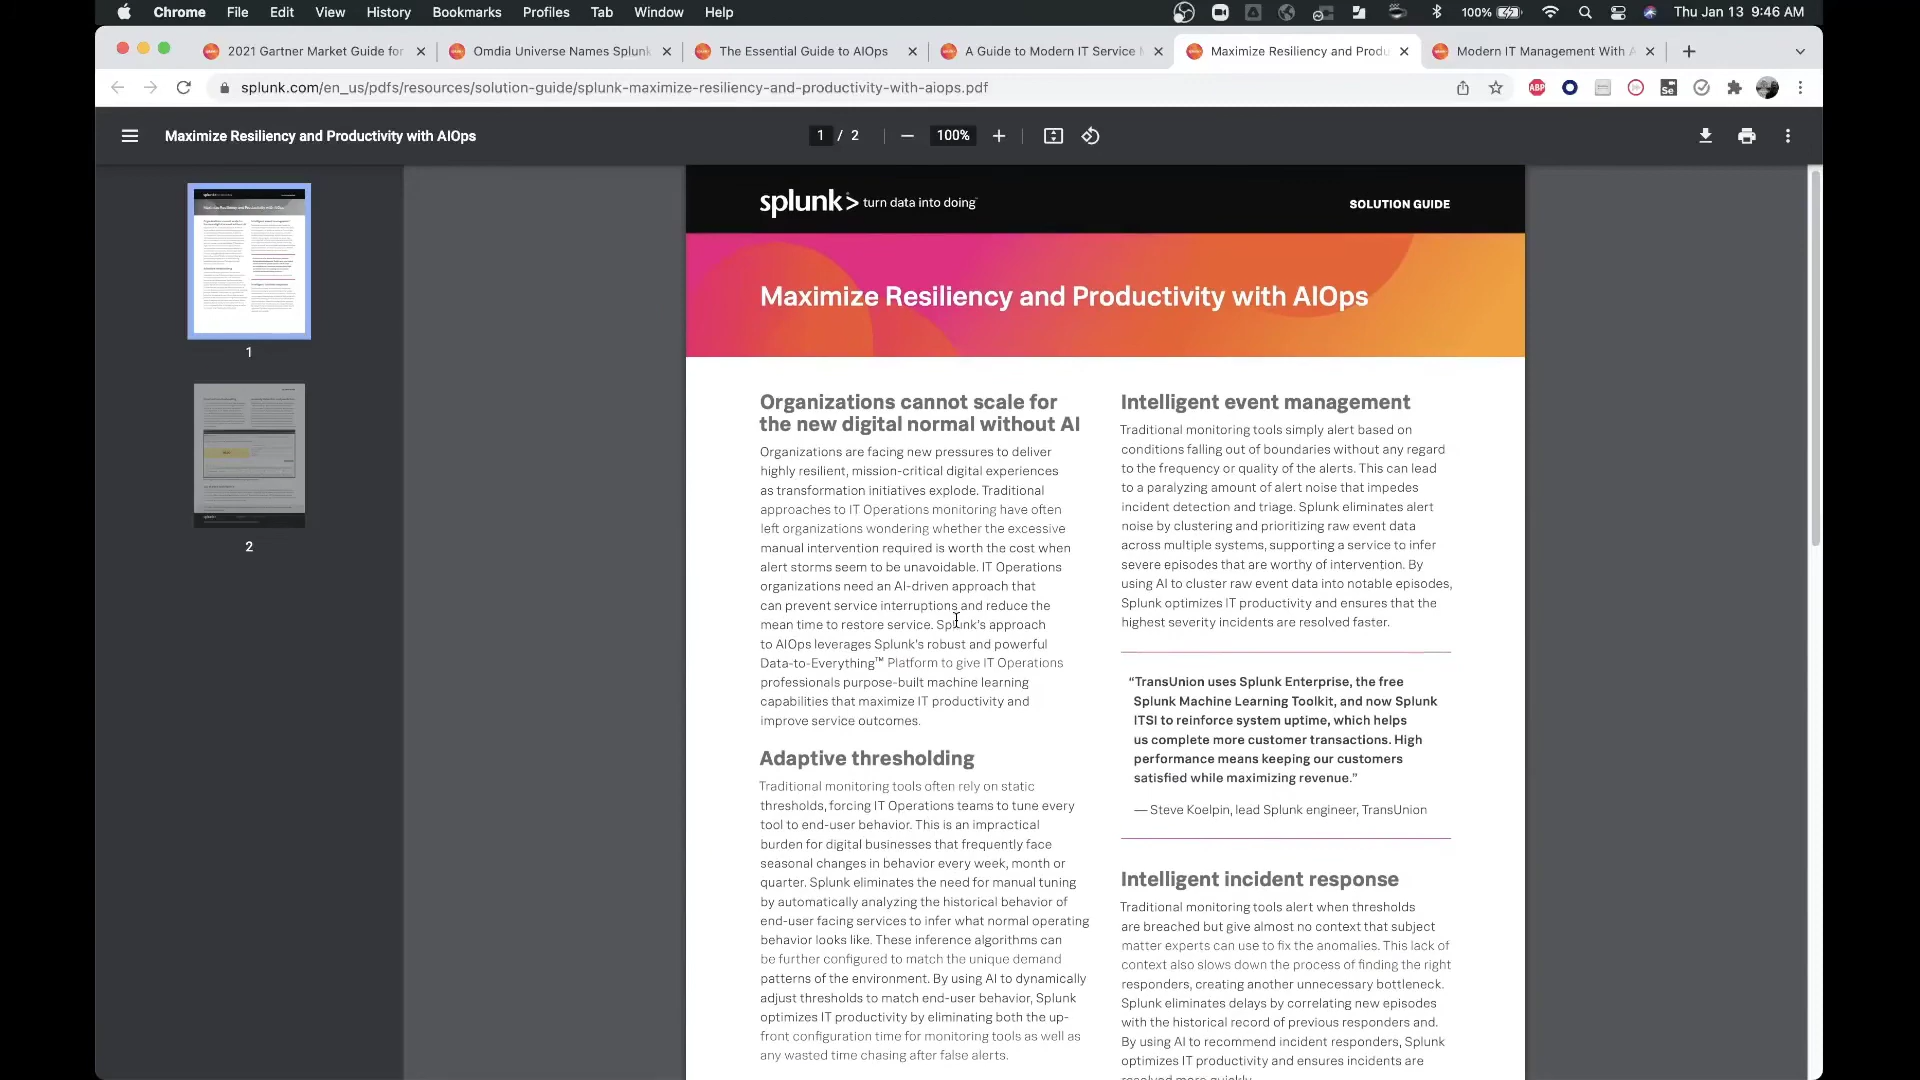 Chrome File Edit View History Bookmarks Profiles Tab Window Help 100% Thu Jan 13 9:46 AM
2021 Gartner Market Guide for
Omdia Universe Names Splunk
The Essential Guide to AIOps
A Guide to Modern IT Service
Maximize Resiliency and Produ
Modern IT Management With A
splunk.com/en_us/pdfs/resources/solution-guide/splunk-maximize-resiliency-and-productivity-with-aiops.pdf
ABP
Se
Maximize Resiliency and Productivity with AIOps
1 / 2
100%
1
2
splunk> turn data into doing
SOLUTION GUIDE
Maximize Resiliency and Productivity with AIOps
Organizations cannot scale for
the new digital normal without AI
Organizations are facing new pressures to deliver
highly resilient, mission-critical digital experiences
as transformation initiatives explode. Traditional
approaches to IT Operations monitoring have often
left organizations wondering whether the excessive
manual intervention required is worth the cost when
alert storms seem to be unavoidable. IT Operations
organizations need an AI-driven approach that
can prevent service interruptions and reduce the
mean time to restore service. Splunk's approach
to AIOps leverages Splunk's robust and powerful
Data-to-Everything™ Platform to give IT Operations
professionals purpose-built machine learning
capabilities that maximize IT productivity and
improve service outcomes.
Adaptive thresholding
Traditional monitoring tools often rely on static
thresholds, forcing IT Operations teams to tune every
tool to end-user behavior. This is an impractical
burden for digital businesses that frequently face
seasonal changes in behavior every week, month or
quarter. Splunk eliminates the need for manual tuning
by automatically analyzing the historical behavior of
end-user facing services to infer what normal operating
behavior looks like. These inference algorithms can
be further configured to match the unique demand
patterns of the environment. By using AI to dynamically
adjust thresholds to match end-user behavior, Splunk
optimizes IT productivity by eliminating both the up-
front configuration time for monitoring tools as well as
any wasted time chasing after false alerts.
Intelligent event management
Traditional monitoring tools simply alert based on
conditions falling out of boundaries without any regard
to the frequency or quality of the alerts. This can lead
to a paralyzing amount of alert noise that impedes
incident detection and triage. Splunk eliminates alert
noise by clustering and prioritizing raw event data
across multiple systems, supporting a service to infer
severe episodes that are worthy of intervention. By
using AI to cluster raw event data into notable episodes,
Splunk optimizes IT productivity and ensures that the
highest severity incidents are resolved faster.
“TransUnion uses Splunk Enterprise, the free
Splunk Machine Learning Toolkit, and now Splunk
ITSI to reinforce system uptime, which helps
us complete more customer transactions. High
performance means keeping our customers
satisfied while maximizing revenue.”
— Steve Koelpin, lead Splunk engineer, TransUnion
Intelligent incident response
Traditional monitoring tools alert when thresholds
are breached but give almost no context that subject
matter experts can use to fix the anomalies. This lack of
context also slows down the process of finding the right
responders, creating another unnecessary bottleneck.
Splunk eliminates delays by correlating new episodes
with the historical record of previous responders and.
By using AI to recommend incident responders, Splunk
optimizes IT productivity and ensures incidents are
resolved more quickly.